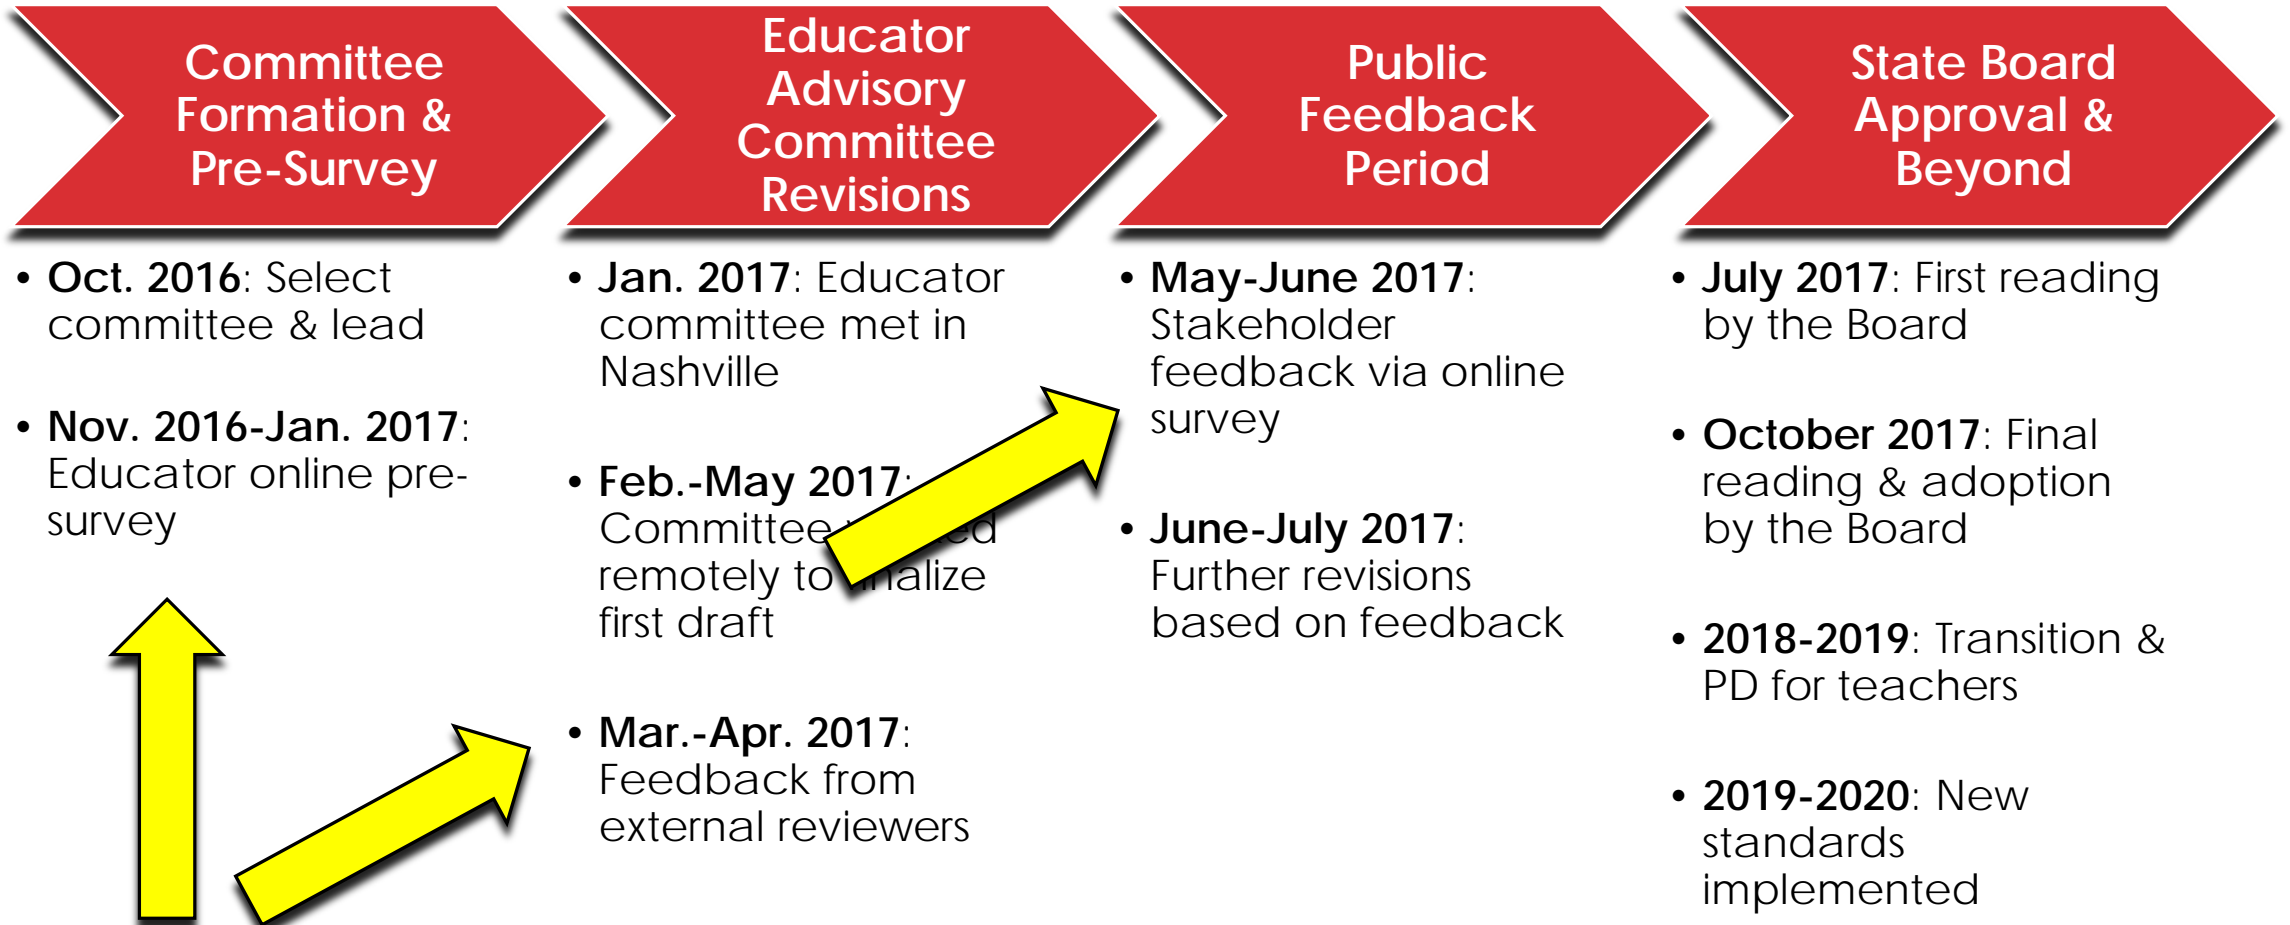 Committee
Formation &
Pre-Survey
• Oct. 2016: Select
committee & lead
• Nov. 2016-Jan. 2017:
Educator online pre-
survey
Educator
Advisory
Committee
Revisions
• Jan. 2017: Educator
committee met in
Nashville
• Feb.-May 2017:
Committee
remotely to finalize
first draft
• Mar.-Apr. 2017:
Feedback from
external reviewers
Public
Feedback
Period
• May-June 2017:
Stakeholder
feedback via online
survey
• June-July 2017:
Further revisions
based on feedback
State Board
Approval &
Beyond
• July 2017: First reading
by the Board
• October 2017: Final
reading & adoption
by the Board
• 2018-2019: Transition &
PD for teachers
• 2019-2020: New
standards
implemented